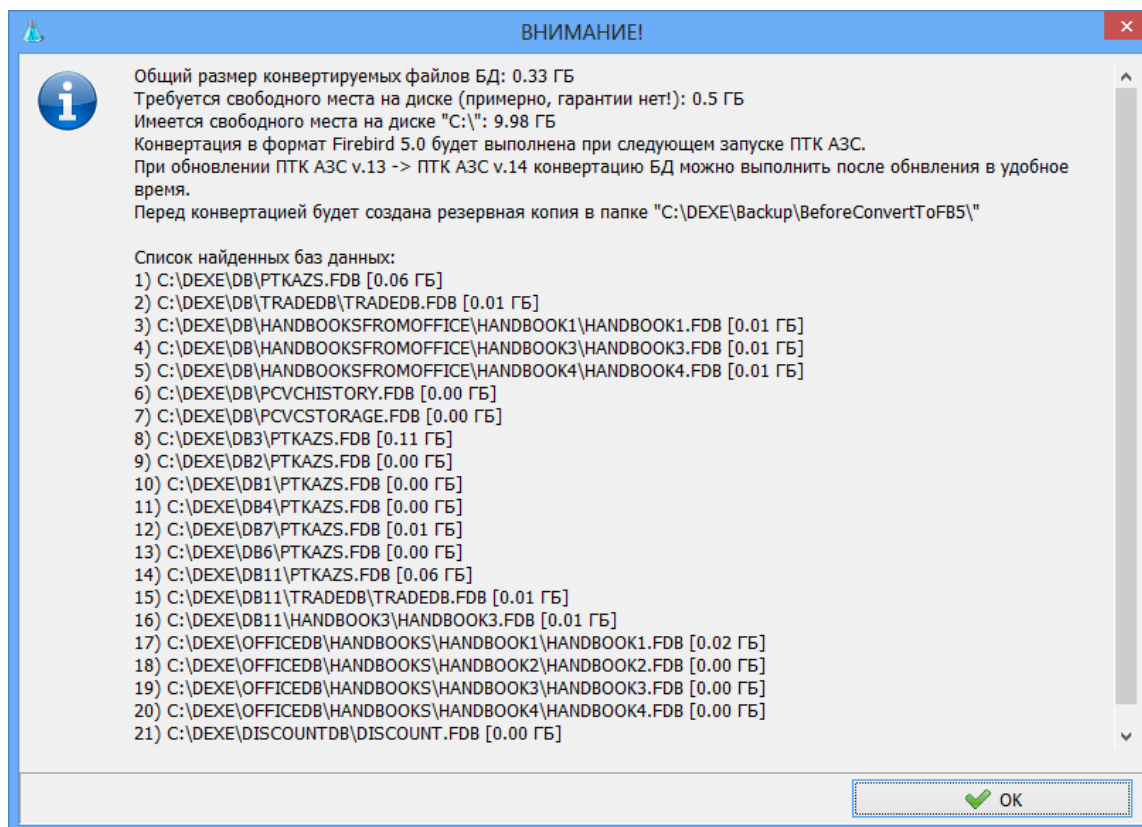 ВНИМАНИЕ!
Общий размер конвертируемых файлов БД: 0.33 ГБ
Требуется свободного места на диске (примерно, гарантии нет!): 0.5 ГБ
Имеется свободного места на диске "C:\": 9.98 ГБ
Конвертация в формат Firebird 5.0 будет выполнена при следующем запуске ПТК АЗС.
При обновлении ПТК АЗС v.13 -> ПТК АЗС v.14 конвертацию БД можно выполнить после обнвления в удобное
время.
Перед конвертацией будет создана резервная копия в папке "C:\DEXE\Backup\BeforeConvertToFB5\"
Список найденных баз данных:
1) C:\DEXE\DB\PTKAZS.FDB [0.06 ГБ]
2) C:\DEXE\DB\TRADEDB\TRADEDB.FDB [0.01 ГБ]
3) C:\DEXE\DB\HANDBOOKSFROMOFFICE\HANDBOOK1\HANDBOOK1.FDB [0.01 ГБ]
4) C:\DEXE\DB\HANDBOOKSFROMOFFICE\HANDBOOK3\HANDBOOK3.FDB [0.01 ГБ]
5) C:\DEXE\DB\HANDBOOKSFROMOFFICE\HANDBOOK4\HANDBOOK4.FDB [0.01 ГБ]
6) C:\DEXE\DB\PCVCHISTORY.FDB [0.00 ГБ]
7) C:\DEXE\DB\PCVCSTORAGE.FDB [0.00 ГБ]
8) C:\DEXE\DB3\PTKAZS.FDB [0.11 ГБ]
9) C:\DEXE\DB2\PTKAZS.FDB [0.00 ГБ]
10) C:\DEXE\DB1\PTKAZS.FDB [0.00 ГБ]
11) C:\DEXE\DB4\PTKAZS.FDB [0.00 ГБ]
12) C:\DEXE\DB7\PTKAZS.FDB [0.01 ГБ]
13) C:\DEXE\DB6\PTKAZS.FDB [0.00 ГБ]
14) C:\DEXE\DB11\PTKAZS.FDB [0.06 ГБ]
15) C:\DEXE\DB11\TRADEDB\TRADEDB.FDB [0.01 ГБ]
16) C:\DEXE\DB11\HANDBOOK3\HANDBOOK3.FDB [0.01 ГБ]
17) C:\DEXE\OFFICEDB\HANDBOOKS\HANDBOOK1\HANDBOOK1.FDB [0.02 ГБ]
18) C:\DEXE\OFFICEDB\HANDBOOKS\HANDBOOK2\HANDBOOK2.FDB [0.00 ГБ]
19) C:\DEXE\OFFICEDB\HANDBOOKS\HANDBOOK3\HANDBOOK3.FDB [0.00 ГБ]
20) C:\DEXE\OFFICEDB\HANDBOOKS\HANDBOOK4\HANDBOOK4.FDB [0.00 ГБ]
21) C:\DEXE\DISCOUNTDB\DISCOUNT.FDB [0.00 ГБ]
OK